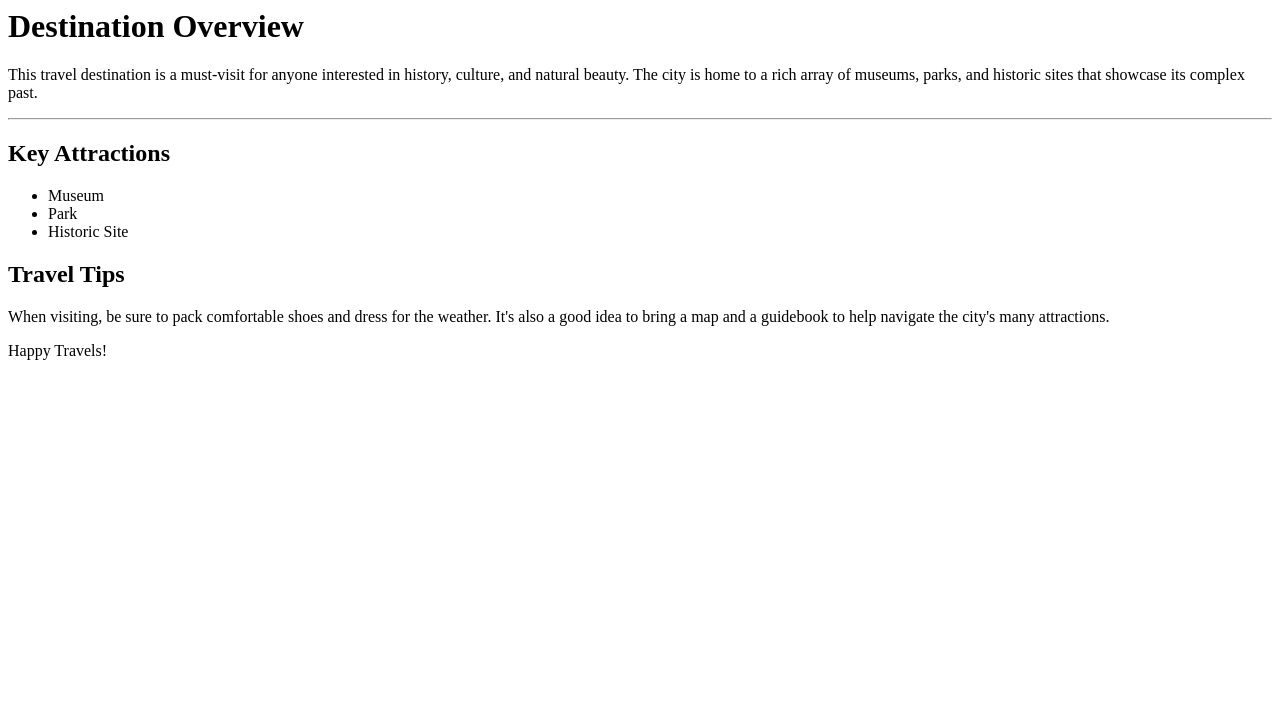 Destination Overview
This travel destination is a must-visit for anyone interested in history, culture, and natural beauty. The city is home to a rich array of museums, parks, and historic sites that showcase its complex
past.
Key Attractions
Museum
Park
Historic Site
Travel Tips
When visiting, be sure to pack comfortable shoes and dress for the weather. It's also a good idea to bring a map and a guidebook to help navigate the city's many attractions.
Happy Travels!